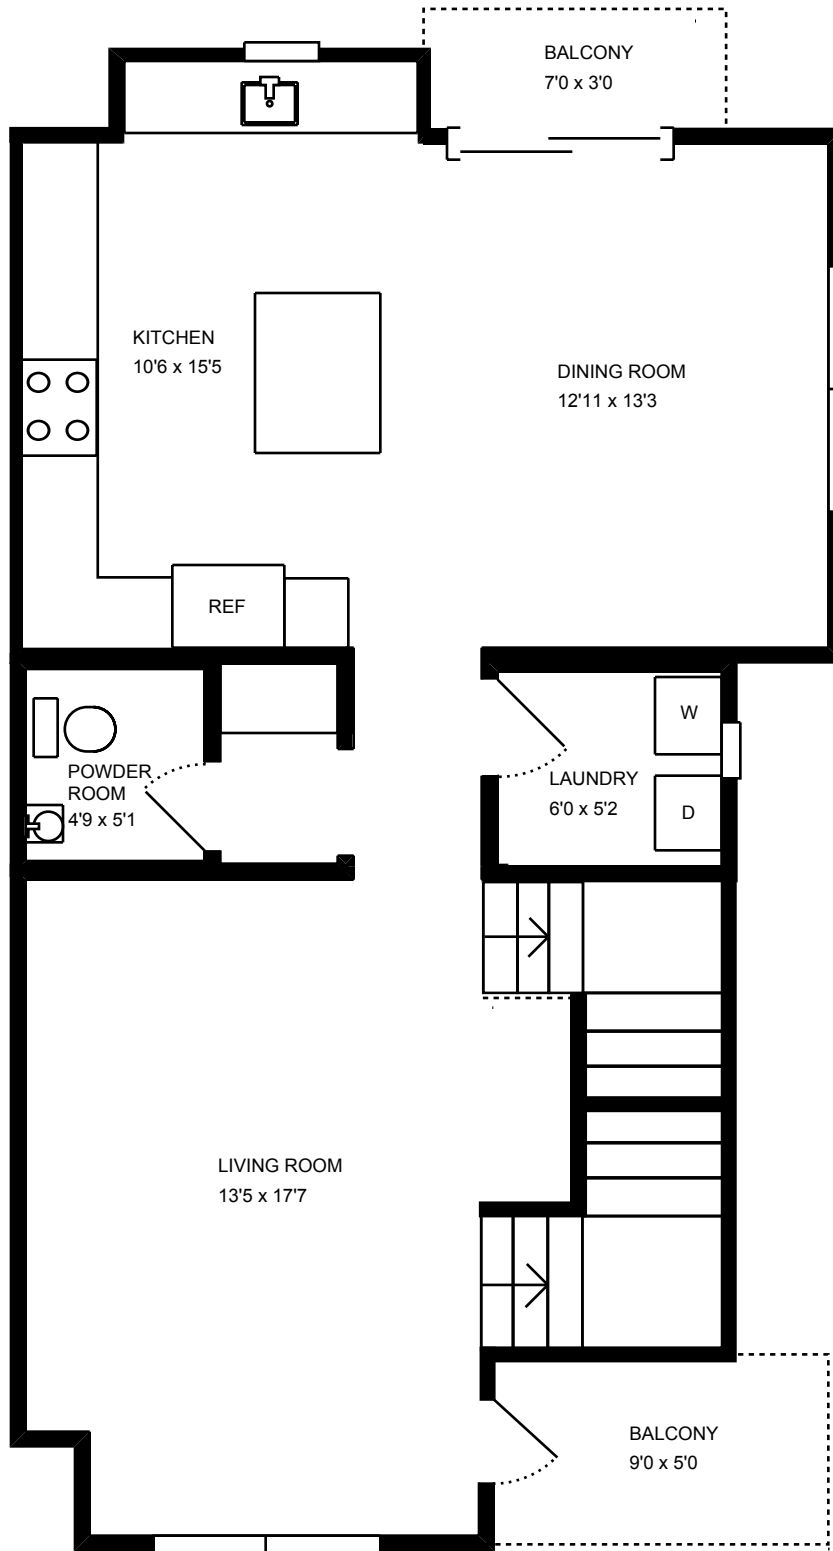 BALCONY
7'0 x 3'0
KITCHEN
10'6 x 15'5
DINING ROOM
12'11 x 13'3
REF
POWDER
ROOM
4'9 x 5'1
W
LAUNDRY
6'0 x 5'2
D
LIVING ROOM
13'5 x 17'7
BALCONY
9'0 x 5'0